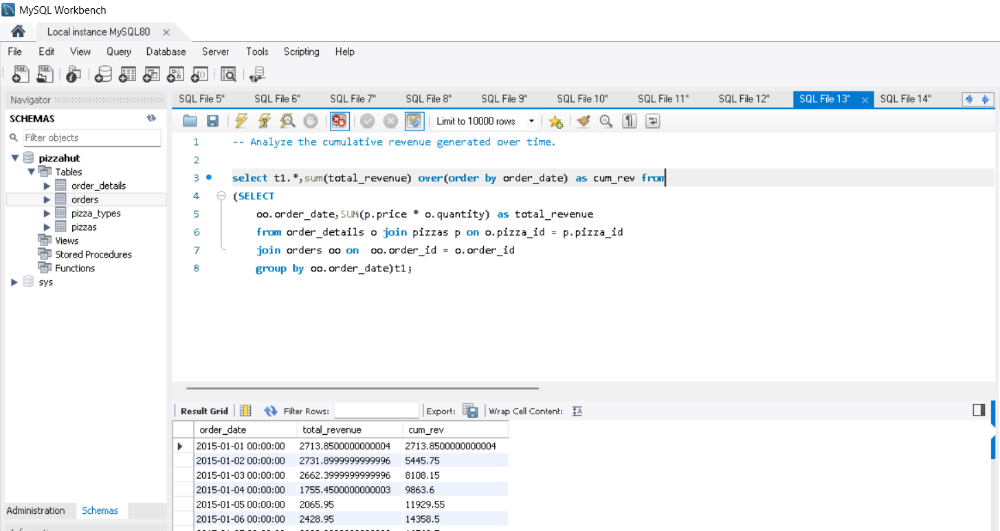 MySQL Workbench
Local instance MySQL80
File Edit View Query Database Server Tools Scripting Help
Navigator
SCHEMAS
Filter objects
pizzahut
Tables
order_details
orders
pizza_types
pizzas
Views
Stored Procedures
Functions
sys
Administration Schemas
SQL File 5* SQL File 6* SQL File 7* SQL File 8* SQL File 9* SQL File 10* SQL File 11* SQL File 12* SQL File 13* SQL File 14*
Limit to 10000 rows
1 -- Analyze the cumulative revenue generated over time.
2
3 select t1.*,sum(total_revenue) over(order by order_date) as cum_rev from
4 (SELECT
5 oo.order_date,SUM(p.price * o.quantity) as total_revenue
6 from order_details o join pizzas p on o.pizza_id = p.pizza_id
7 join orders oo on  oo.order_id = o.order_id
8 group by oo.order_date)t1;
Result Grid Filter Rows: Export: Wrap Cell Content:
order_date total_revenue cum_rev
2015-01-01 00:00:00 2713.8500000000004 2713.8500000000004
2015-01-02 00:00:00 2731.8999999999996 5445.75
2015-01-03 00:00:00 2662.3999999999996 8108.15
2015-01-04 00:00:00 1755.4500000000003 9863.6
2015-01-05 00:00:00 2065.95 11929.55
2015-01-06 00:00:00 2428.95 14358.5